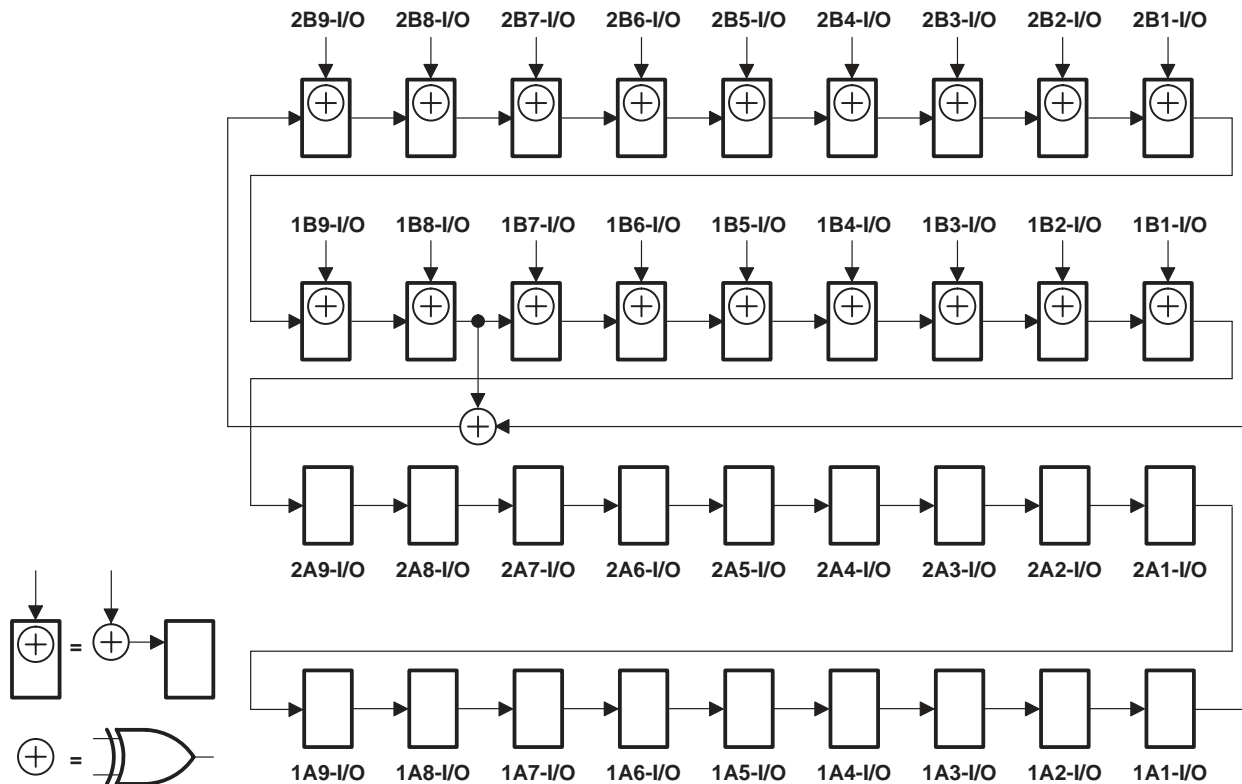 2B9-I/O 2B8-I/O 2B7-I/O 2B6-I/O 2B5-I/O 2B4-I/O 2B3-I/O 2B2-I/O 2B1-I/O
1B9-I/O 1B8-I/O 1B7-I/O 1B6-I/O 1B5-I/O 1B4-I/O 1B3-I/O 1B2-I/O 1B1-I/O
2A9-I/O 2A8-I/O 2A7-I/O 2A6-I/O 2A5-I/O 2A4-I/O 2A3-I/O 2A2-I/O 2A1-I/O
=
=
1A9-I/O 1A8-I/O 1A7-I/O 1A6-I/O 1A5-I/O 1A4-I/O 1A3-I/O 1A2-I/O 1A1-I/O